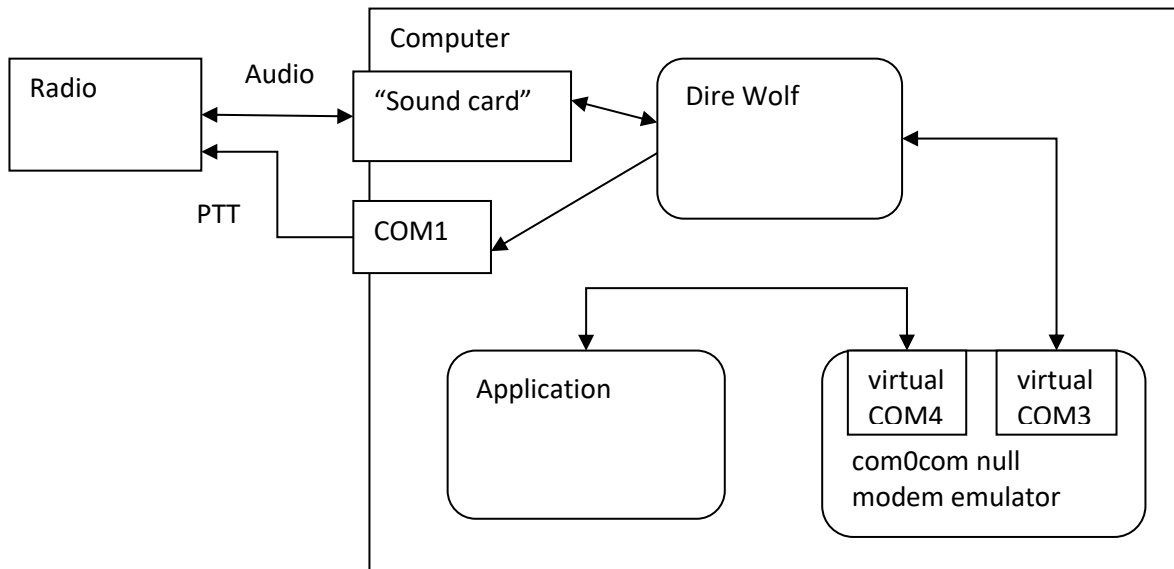 Computer
Radio
Audio
“Sound card”
Dire Wolf
PTT
COM1
Application
virtual
COM4
virtual
COM3
com0com null
modem emulator